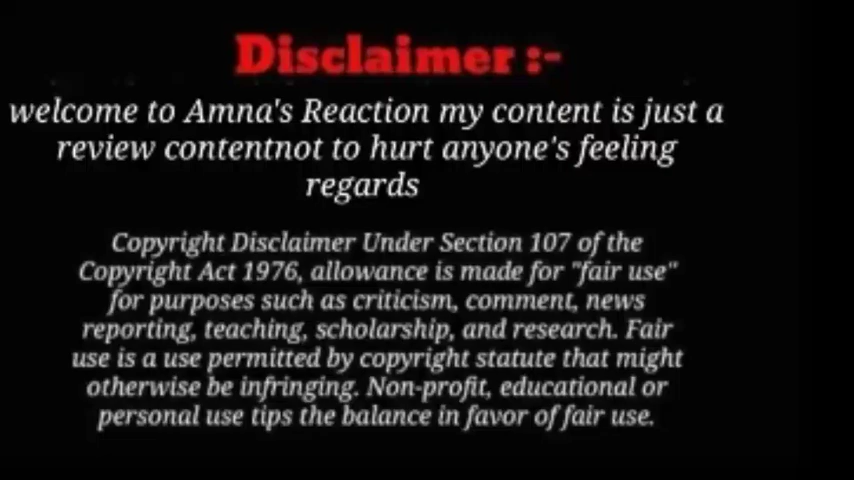 Disclaimer :-
welcome to Amna's Reaction my content is just a
review contentnot to hurt anyone's feeling
regards
Copyright Disclaimer Under Section 107 of the
Copyright Act 1976, allowance is made for "fair use"
for purposes such as criticism, comment, news
reporting, teaching, scholarship, and research. Fair
use is a use permitted by copyright statute that might
otherwise be infringing. Non-profit, educational or
personal use tips the balance in favor of fair use.